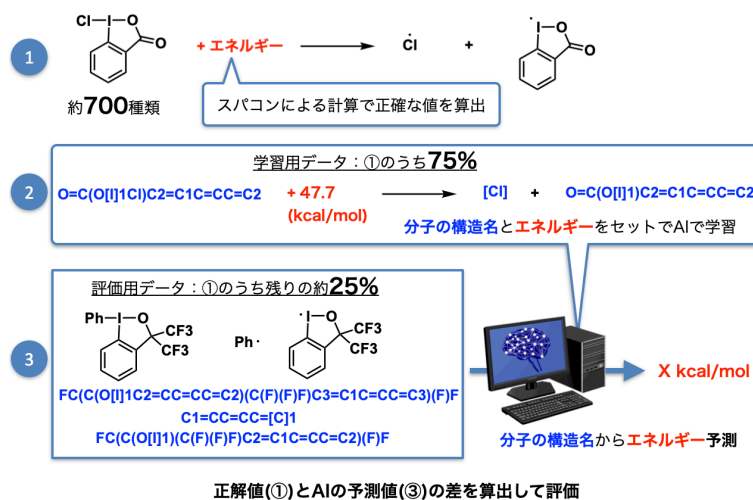 1
Cl
I
O
O
+ エネルギー
Ċl
+
·I
O
O
約700種類
スパコンによる計算で正確な値を算出
2
学習用データ：①のうち75%
O=C(O[I]1Cl)C2=C1C=CC=C2
+ 47.7
(kcal/mol)
[Cl]
+
O=C(O[I]1)C2=C1C=CC=C2
分子の構造名とエネルギーをセットでAIで学習
3
評価用データ：①のうち残りの約25%
Ph
I
O
CF3
CF3
Ph ·
·I
O
CF3
CF3
FC(C(O[I]1C2=CC=CC=C2)(C(F)(F)F)C3=C1C=CC=C3)(F)F
C1=CC=CC=[C]1
FC(C(O[I]1)(C(F)(F)F)C2=C1C=CC=C2)(F)F
X kcal/mol
分子の構造名からエネルギー予測
正解値(①)とAIの予測値(③)の差を算出して評価